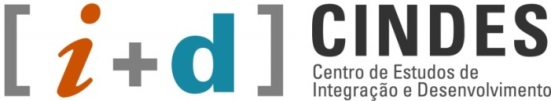 [i+d] CINDES
Centro de Estudos de
Integração e Desenvolvimento